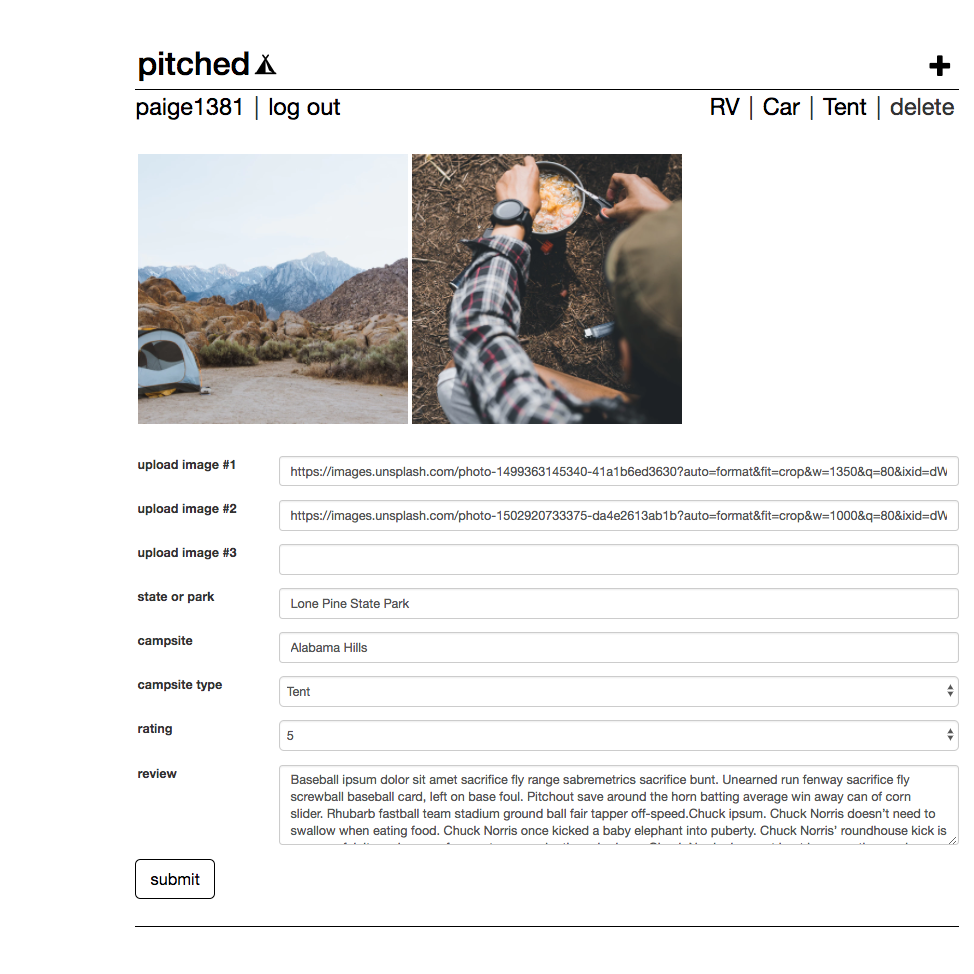 pitched
paige1381 | log out
RV | Car | Tent | delete
upload image #1
https://images.unsplash.com/photo-1499363145340-41a1b6ed3630?auto=format&fit=crop&w=1350&q=80&ixid=dW
upload image #2
https://images.unsplash.com/photo-1502920733375-da4e2613ab1b?auto=format&fit=crop&w=1000&q=80&ixid=dW
upload image #3
state or park
Lone Pine State Park
campsite
Alabama Hills
campsite type
Tent
rating
5
review
Baseball ipsum dolor sit amet sacrifice fly range sabremetrics sacrifice bunt. Unearned run fenway sacrifice fly
screwball baseball card, left on base foul. Pitchout save around the horn batting average win away can of corn
slider. Rhubarb fastball team stadium ground ball fair tapper off-speed.Chuck ipsum. Chuck Norris doesn’t need to
swallow when eating food. Chuck Norris once kicked a baby elephant into puberty. Chuck Norris’ roundhouse kick is
submit